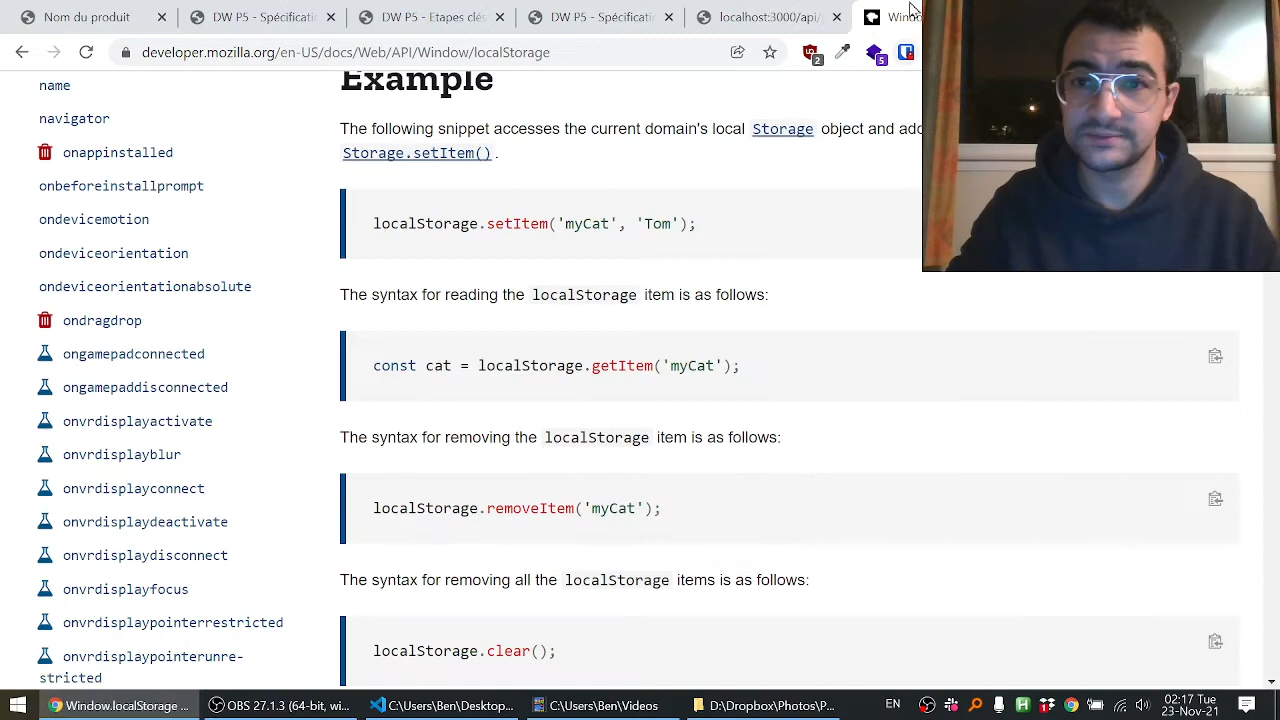 Nom du produit
DW P5 - Spécificati
DW P5 - Etapes clé
DW P5 - Spécificati
localhost:3000/api/
Windo
developer.mozilla.org/en-US/docs/Web/API/Window/localStorage
2
5
name
navigator
onappinstalled
onbeforeinstallprompt
ondevicemotion
ondeviceorientation
ondeviceorientationabsolute
ondragdrop
ongamepadconnected
ongamepaddisconnected
onvrdisplayactivate
onvrdisplayblur
onvrdisplayconnect
onvrdisplaydeactivate
onvrdisplaydisconnect
onvrdisplayfocus
onvrdisplaypointerrestricted
onvrdisplaypointerunre-
stricted
Example
The following snippet accesses the current domain's local Storage object and add
Storage.setItem().
localStorage.setItem('myCat', 'Tom');
The syntax for reading the localStorage item is as follows:
const cat = localStorage.getItem('myCat');
The syntax for removing the localStorage item is as follows:
localStorage.removeItem('myCat');
The syntax for removing all the localStorage items is as follows:
localStorage.clear();
Window.localStorage ...
OBS 27.1.3 (64-bit, wi...
C:\Users\Ben\Desktop...
C:\Users\Ben\Videos
D:\Dropbox\Photos\P...
EN
02:17 Tue
23-Nov-21